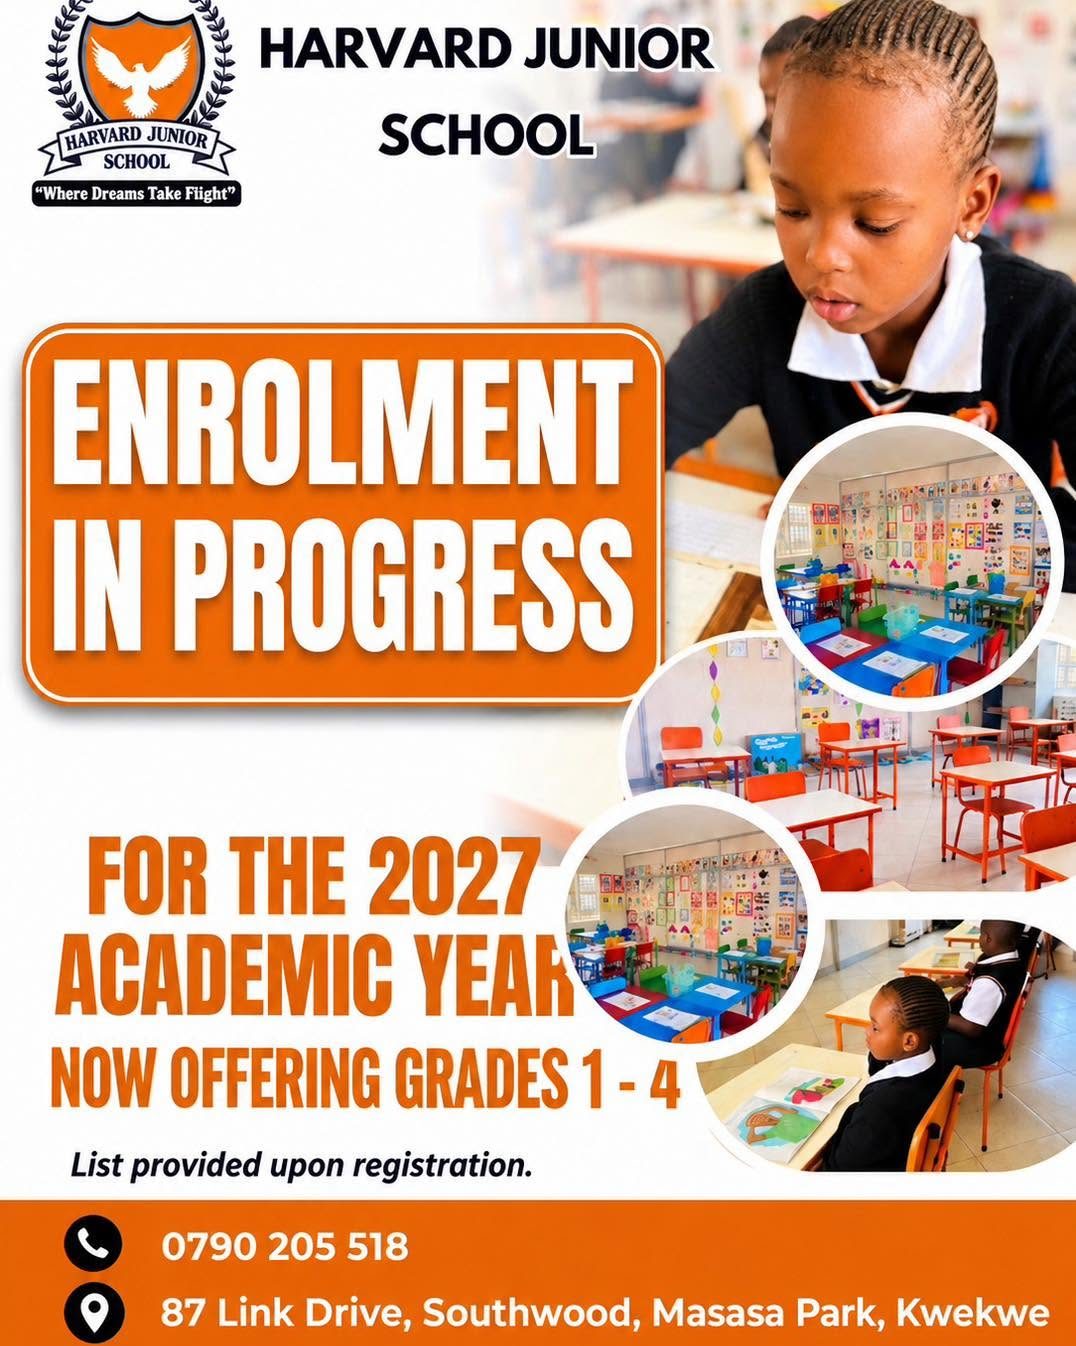 HARVARD JUNIOR
SCHOOL
"Where Dreams Take Flight"
HARVARD JUNIOR
SCHOOL
ENROLMENT
IN PROGRESS
FOR THE 2027
ACADEMIC YEAR
NOW OFFERING GRADES 1 - 4
List provided upon registration.
0790 205 518
87 Link Drive, Southwood, Masasa Park, Kwekwe